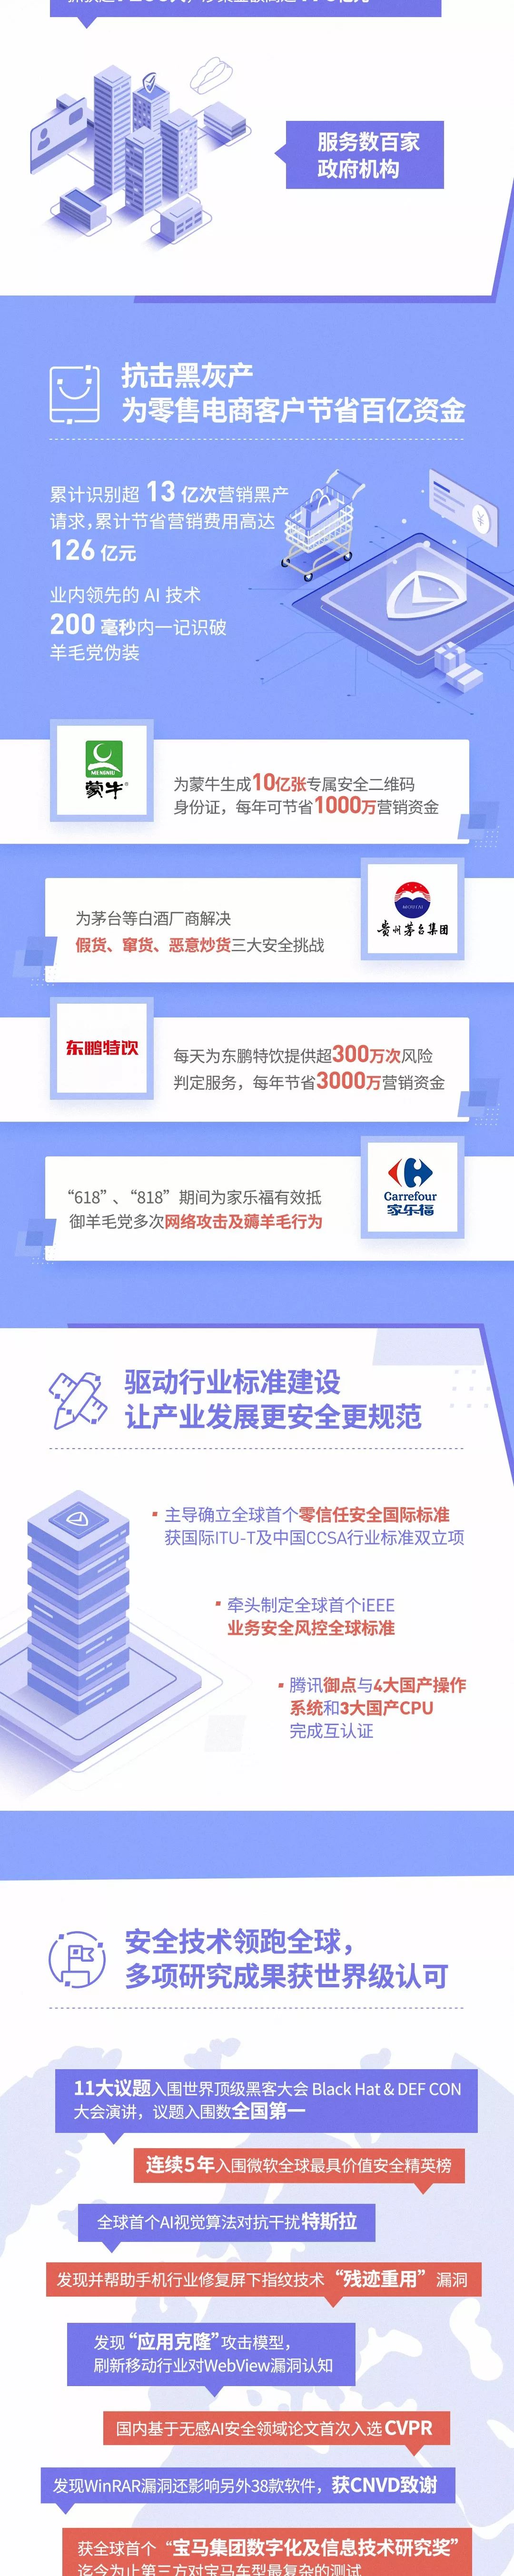 服务数百家
政府机构
抗击黑灰产
为零售电商客户节省百亿资金
累计识别超 13 亿次营销黑产
请求，累计节省营销费用高达
126 亿元
业内领先的 AI 技术
200 毫秒内一记识破
羊毛党伪装
MENGNIU
蒙牛®
为蒙牛生成10亿张专属安全二维码
身份证，每年可节省1000万营销资金
为茅台等白酒厂商解决
假货、窜货、恶意炒货三大安全挑战
MOUTAI
贵州茅台集团
东鹏特饮
每天为东鹏特饮提供超300万次风险
判定服务，每年节省3000万营销资金
“618”、“818”期间为家乐福有效抵
御羊毛党多次网络攻击及薅羊毛行为
Carrefour
家乐福
驱动行业标准建设
让产业发展更安全更规范
主导确立全球首个零信任安全国际标准
获国际ITU-T及中国CCSA行业标准双立项
牵头制定全球首个iEEE
业务安全风控全球标准
腾讯御点与4大国产操作
系统和3大国产CPU
完成互认证
安全技术领跑全球，
多项研究成果获世界级认可
11大议题入围世界顶级黑客大会 Black Hat & DEF CON
大会演讲，议题入围数全国第一
连续5年入围微软全球最具价值安全精英榜
全球首个AI视觉算法对抗干扰特斯拉
发现并帮助手机行业修复屏下指纹技术“残迹重用”漏洞
发现“应用克隆”攻击模型，
刷新移动行业对WebView漏洞认知
国内基于无感AI安全领域论文首次入选CVPR
发现WinRAR漏洞还影响另外38款软件，获CNVD致谢
获全球首个“宝马集团数字化及信息技术研究奖”
迄今为止第三方对宝马车型最复杂的测试